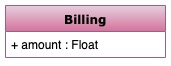 Billing
+ amount : Float